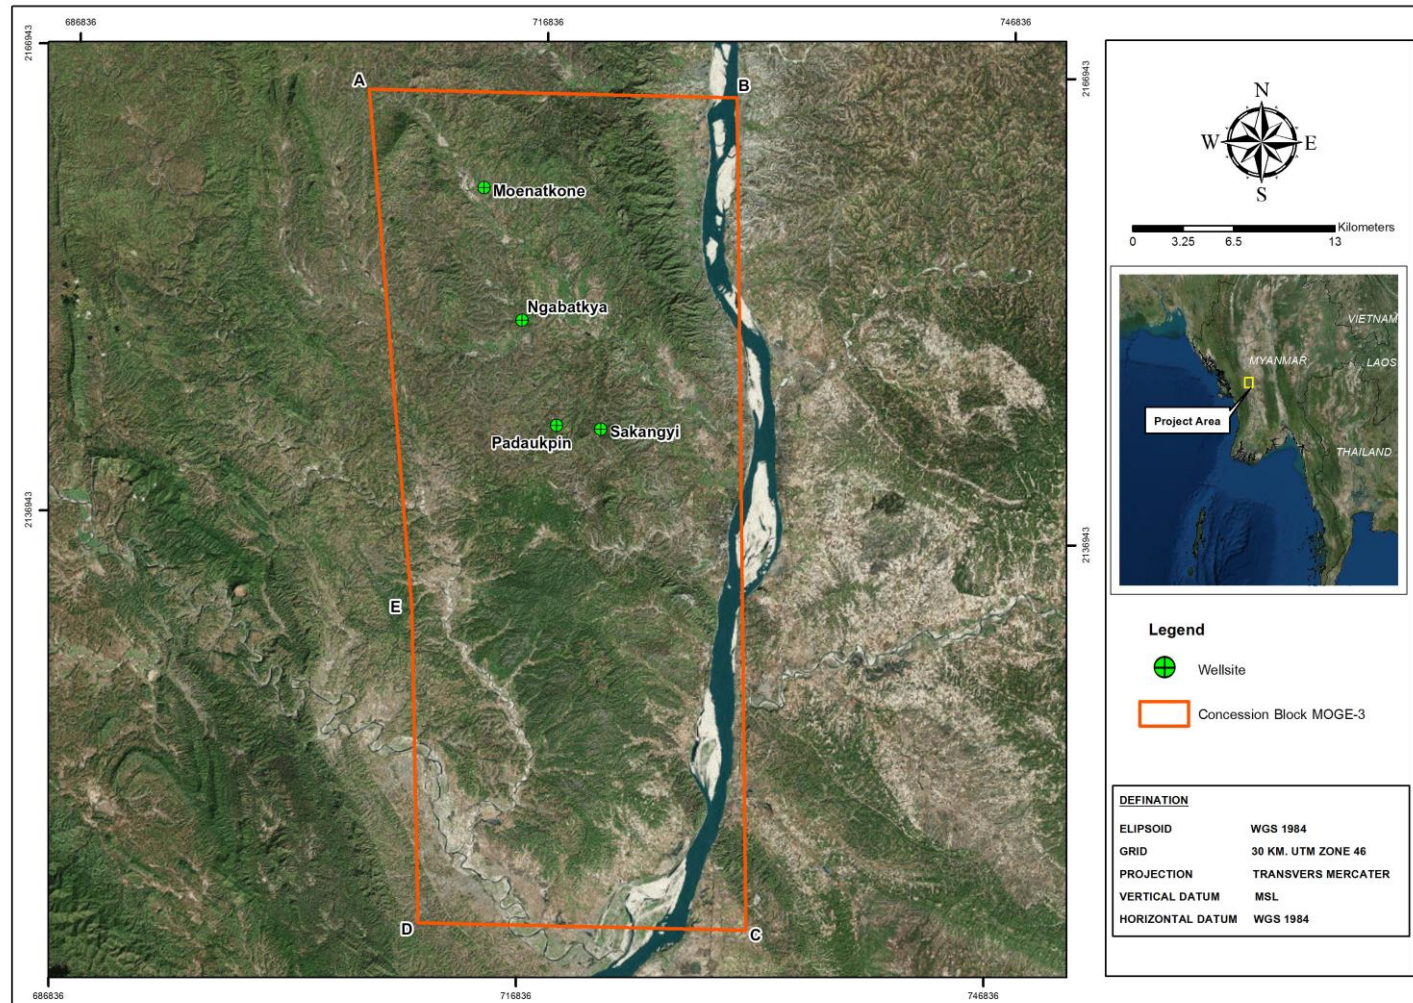 686836
716836
746836
2166943
2166943
A
B
Moenatkone
Ngabatkya
Padaukpin
Sakangyi
2136943
2136943
E
D
C
686836
716836
746836
N
W
E
S
Kilometers
0 3.25 6.5 13
VIETNAM
MYANMAR
LAOS
Project Area
THAILAND
Legend
Wellsite
Concession Block MOGE-3
DEFINATION
ELIPSOID WGS 1984
GRID 30 KM. UTM ZONE 46
PROJECTION TRANSVERS MERCATER
VERTICAL DATUM MSL
HORIZONTAL DATUM WGS 1984